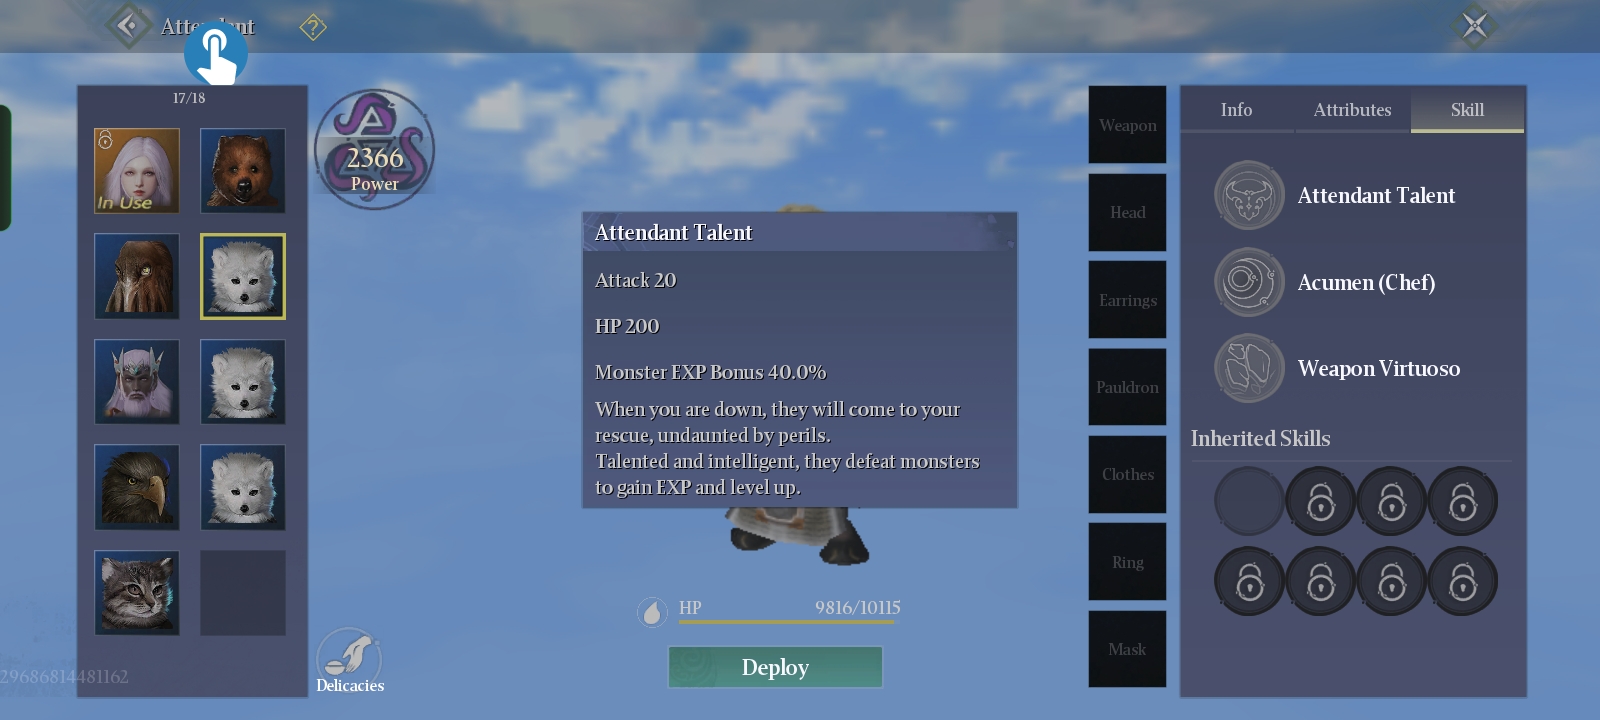 Attendant
?
17/18
In Use
2366
Power
Attendant Talent
Attack 20
HP 200
Monster EXP Bonus 40.0%
When you are down, they will come to your
rescue, undaunted by perils.
Talented and intelligent, they defeat monsters
to gain EXP and level up.
HP 9816/10115
Deploy
Delicacies
29686814481162
Weapon
Head
Earrings
Pauldron
Clothes
Ring
Mask
Info Attributes Skill
Attendant Talent
Acumen (Chef)
Weapon Virtuoso
Inherited Skills